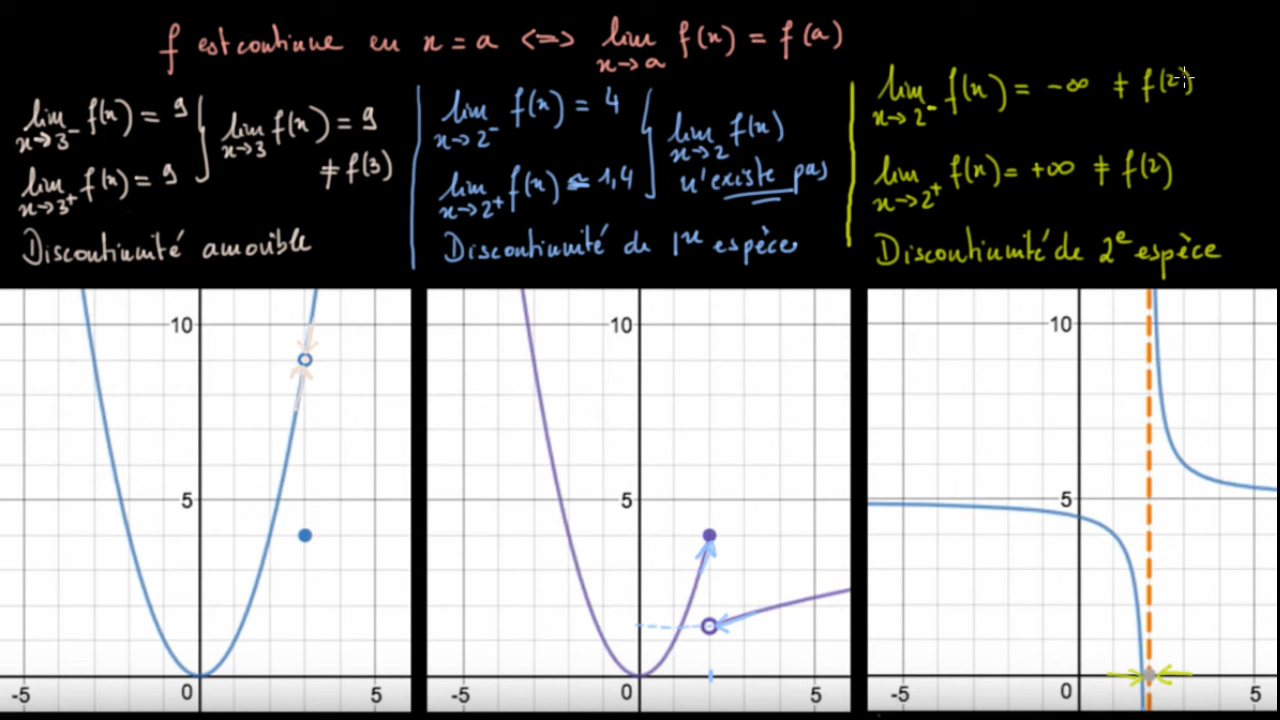 f est continue en x = a <=> lim f(x) = f(a)
x→a
lim f(x) = 9
x→3⁻
lim f(x) = 9
x→3⁺
lim f(x) = 9
x→3
≠ f(3)
Discontinuité amovible
lim f(x) = 4
x→2⁻
lim f(x) ≈ 1,4
x→2⁺
lim f(x)
x→2
n'existe pas
Discontinuité de 1re espèce
lim f(x) = -∞ ≠ f(2)
x→2⁻
lim f(x) = +∞ ≠ f(2)
x→2⁺
Discontinuité de 2e espèce
10
5
-5 0 5
10
5
-5 0 5
10
5
-5 0 5